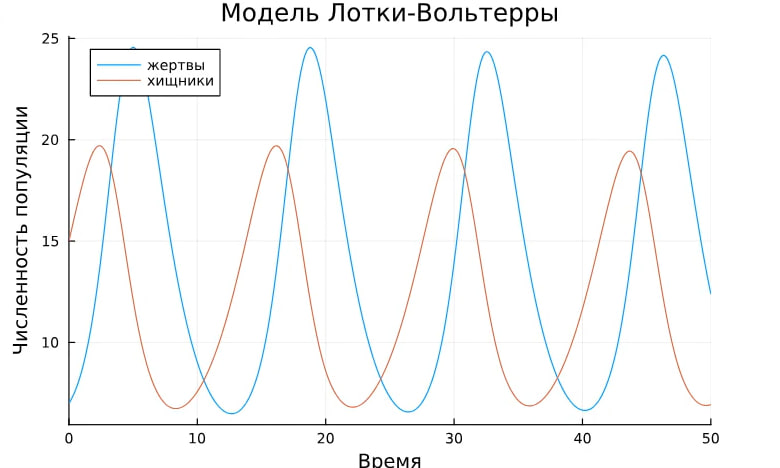 Модель Лотки-Вольтерры
жертвы
хищники
Численность популяции
25
20
15
10
0 10 20 30 40 50
Время